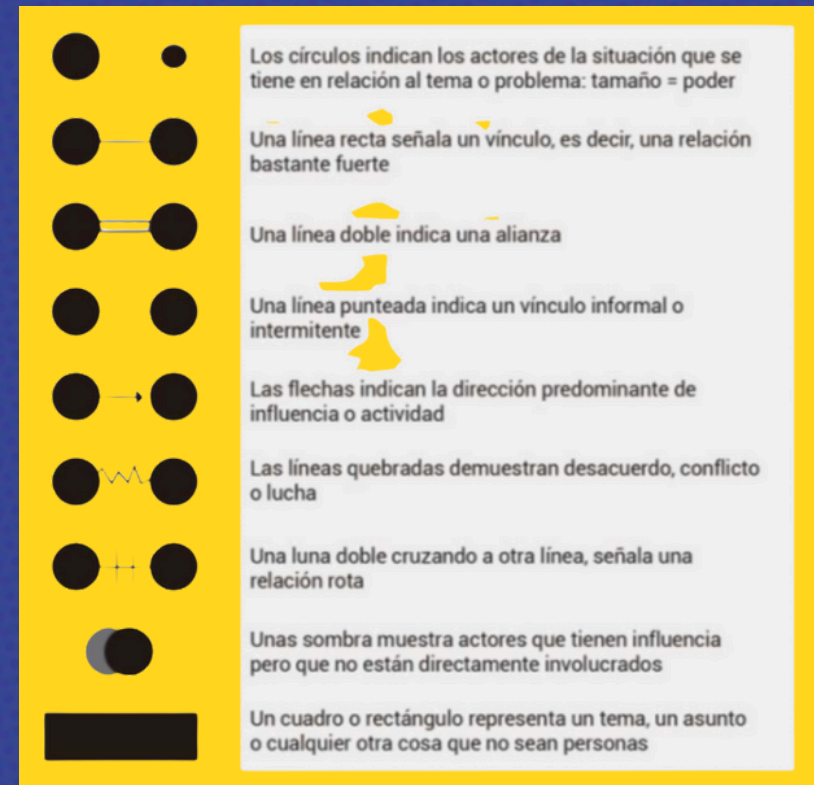 Los círculos indican los actores de la situación que se
tiene en relación al tema o problema: tamaño = poder
Una línea recta señala un vínculo, es decir, una relación
bastante fuerte
Una línea doble indica una alianza
Una línea punteada indica un vínculo informal o
intermitente
Las flechas indican la dirección predominante de
influencia o actividad
Las líneas quebradas demuestran desacuerdo, conflicto
o lucha
Una luna doble cruzando a otra línea, señala una
relación rota
Unas sombra muestra actores que tienen influencia
pero que no están directamente involucrados
Un cuadro o rectángulo representa un tema, un asunto
o cualquier otra cosa que no sean personas